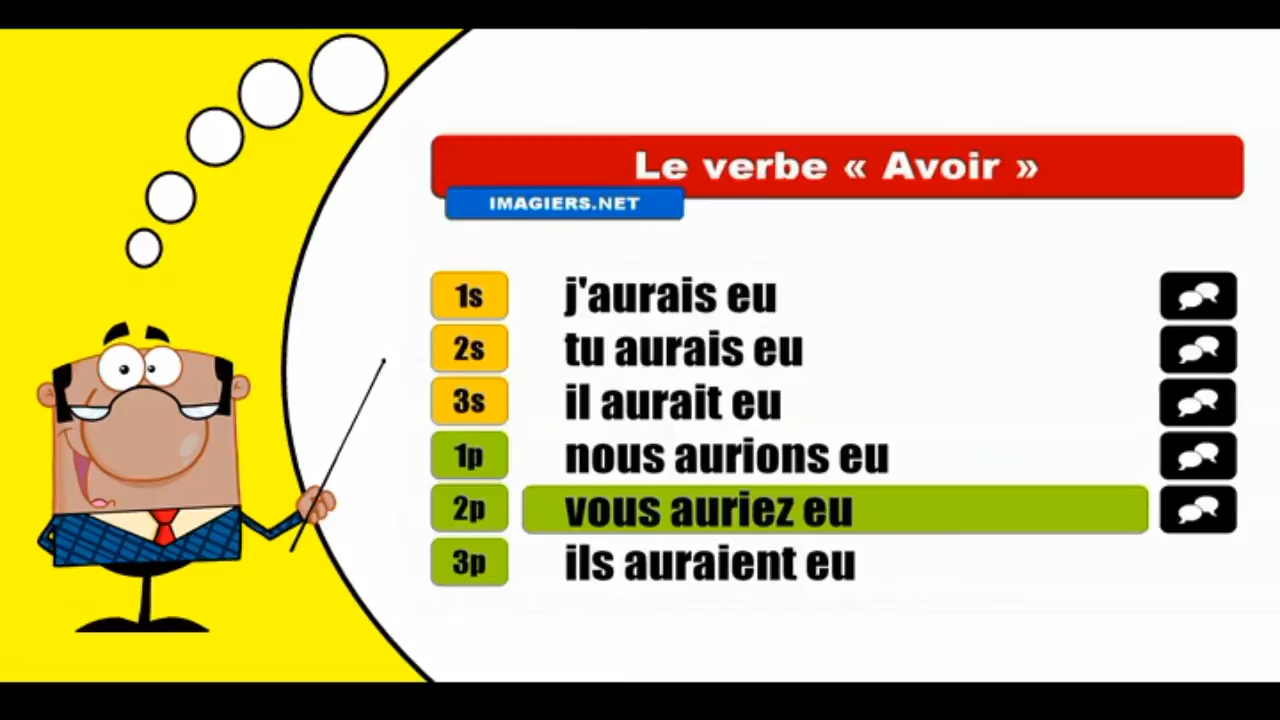 Le verbe « Avoir »
IMAGIERS.NET
1s j'aurais eu
2s tu aurais eu
3s il aurait eu
1p nous aurions eu
2p vous auriez eu
3p ils auraient eu